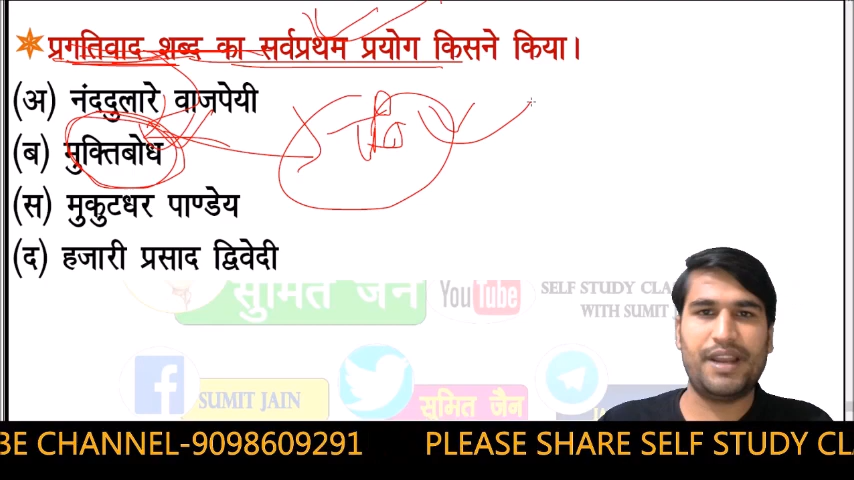 प्रगतिवाद शब्द का सर्वप्रथम प्रयोग किसने किया।
(अ) नंददुलारे वाजपेयी
(ब) मुक्तिबोध
(स) मुकुटधर पाण्डेय
(द) हजारी प्रसाद द्विवेदी
सुमित जैन
YouTube
SELF STUDY CLA
WITH SUMIT
SUMIT JAIN
सुमित जैन
BE CHANNEL-9098609291 PLEASE SHARE SELF STUDY CLA